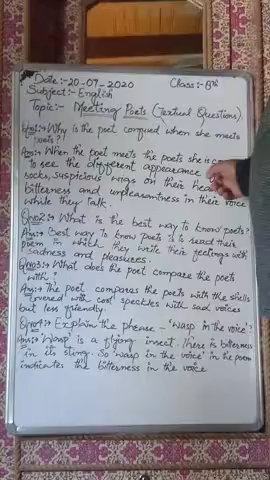 Date:-20-07-2020 Class:-8th
Subject:-English
Topic:- Meeting Poets (Textual Questions)
Qno1:- Why is the poet confused when she meets
poets?
Ans:- When the poet meets the poets she is
to see the different appearance
socks, suspicious wigs on their
bitterness and unpleasantness in their voice
while they talk.
Qno2:- What is the best way to know poets?
Ans:- Best way to know poets is to read their
poem in which they write their feelings with
sadness and pleasures.
Qno3:- What does the poet compare the poets
with?
Ans:- The poet compares the poets with the shells
covered with cool speckles with sad voices
but less friendly.
Qno4:- Explain the phrase - 'Wasp in the voice'?
Ans:- 'Wasp' is a flying insect. There is bitterness
in its sting. So 'wasp in the voice' in the poem
indicates the bitterness in the voice